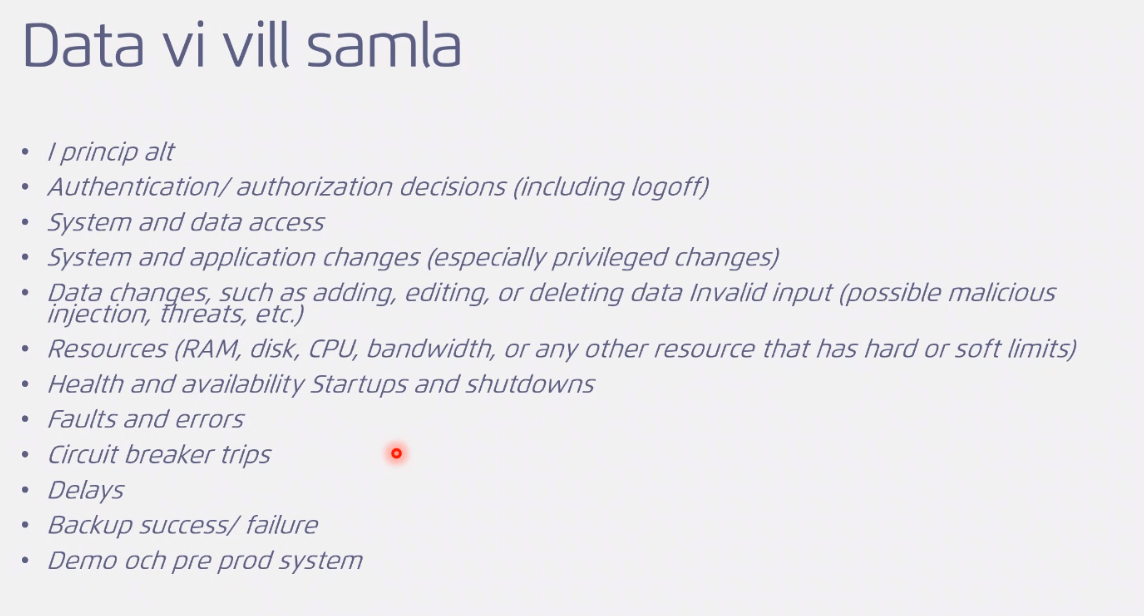 Data vi vill samla
• I princip alt
• Authentication/ authorization decisions (including logoff)
• System and data access
• System and application changes (especially privileged changes)
• Data changes, such as adding, editing, or deleting data Invalid input (possible malicious
injection, threats, etc.)
• Resources (RAM, disk, CPU, bandwidth, or any other resource that has hard or soft limits)
• Health and availability Startups and shutdowns
• Faults and errors
• Circuit breaker trips
• Delays
• Backup success/ failure
• Demo och pre prod system